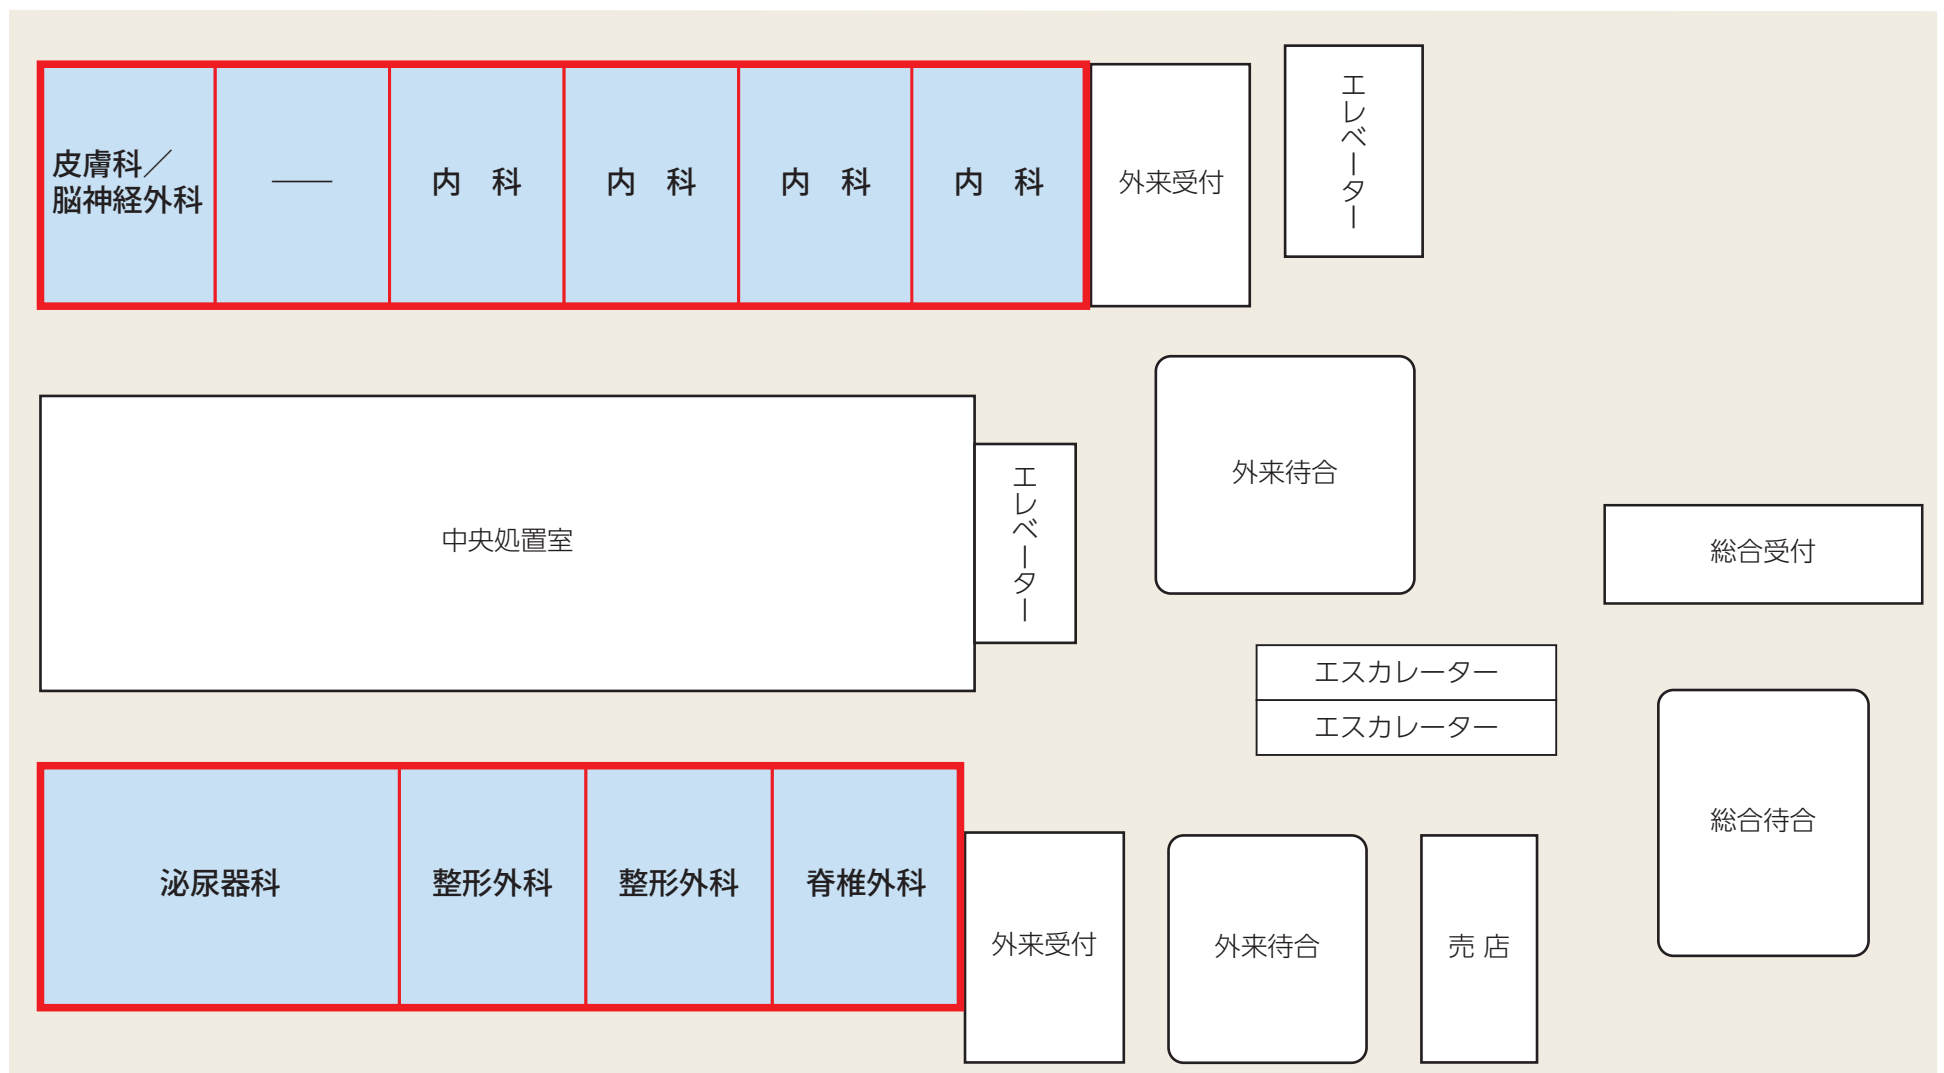 皮膚科／
脳神経外科
――
内 科
内 科
内 科
内 科
外来受付
エレベーター
中央処置室
エレベーター
外来待合
総合受付
エスカレーター
エスカレーター
総合待合
泌尿器科
整形外科
整形外科
脊椎外科
外来受付
外来待合
売 店